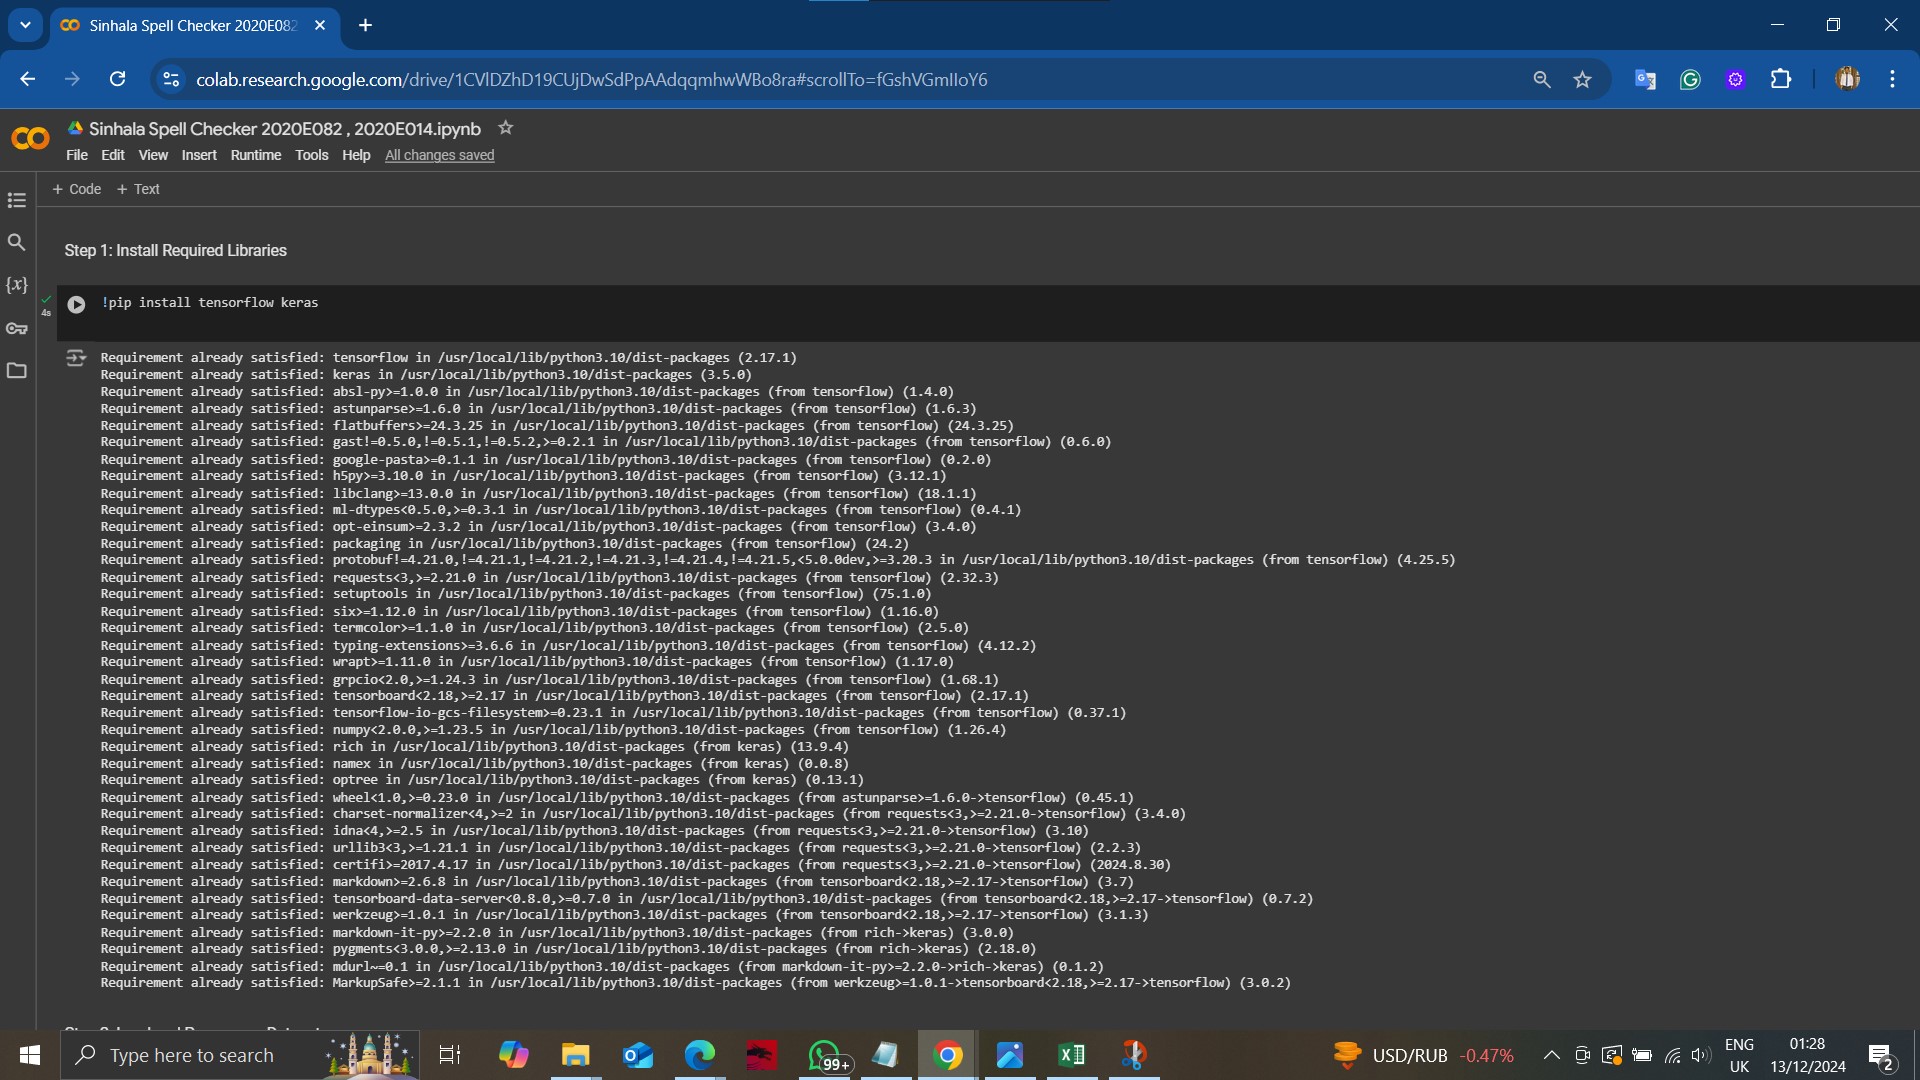 Sinhala Spell Checker 2020E082
colab.research.google.com/drive/1CVlDZhD19CUjDwSdPpAAdqqmhwWBo8ra#scrollTo=fGshVGmIIoY6
Sinhala Spell Checker 2020E082 , 2020E014.ipynb
File Edit View Insert Runtime Tools Help All changes saved
+ Code + Text
Step 1: Install Required Libraries
{x}
4s
!pip install tensorflow keras
Requirement already satisfied: tensorflow in /usr/local/lib/python3.10/dist-packages (2.17.1)
Requirement already satisfied: keras in /usr/local/lib/python3.10/dist-packages (3.5.0)
Requirement already satisfied: absl-py>=1.0.0 in /usr/local/lib/python3.10/dist-packages (from tensorflow) (1.4.0)
Requirement already satisfied: astunparse>=1.6.0 in /usr/local/lib/python3.10/dist-packages (from tensorflow) (1.6.3)
Requirement already satisfied: flatbuffers>=24.3.25 in /usr/local/lib/python3.10/dist-packages (from tensorflow) (24.3.25)
Requirement already satisfied: gast!=0.5.0,!=0.5.1,!=0.5.2,>=0.2.1 in /usr/local/lib/python3.10/dist-packages (from tensorflow) (0.6.0)
Requirement already satisfied: google-pasta>=0.1.1 in /usr/local/lib/python3.10/dist-packages (from tensorflow) (0.2.0)
Requirement already satisfied: h5py>=3.10.0 in /usr/local/lib/python3.10/dist-packages (from tensorflow) (3.12.1)
Requirement already satisfied: libclang>=13.0.0 in /usr/local/lib/python3.10/dist-packages (from tensorflow) (18.1.1)
Requirement already satisfied: ml-dtypes<0.5.0,>=0.3.1 in /usr/local/lib/python3.10/dist-packages (from tensorflow) (0.4.1)
Requirement already satisfied: opt-einsum>=2.3.2 in /usr/local/lib/python3.10/dist-packages (from tensorflow) (3.4.0)
Requirement already satisfied: packaging in /usr/local/lib/python3.10/dist-packages (from tensorflow) (24.2)
Requirement already satisfied: protobuf!=4.21.0,!=4.21.1,!=4.21.2,!=4.21.3,!=4.21.4,!=4.21.5,<5.0.0dev,>=3.20.3 in /usr/local/lib/python3.10/dist-packages (from tensorflow) (4.25.5)
Requirement already satisfied: requests<3,>=2.21.0 in /usr/local/lib/python3.10/dist-packages (from tensorflow) (2.32.3)
Requirement already satisfied: setuptools in /usr/local/lib/python3.10/dist-packages (from tensorflow) (75.1.0)
Requirement already satisfied: six>=1.12.0 in /usr/local/lib/python3.10/dist-packages (from tensorflow) (1.16.0)
Requirement already satisfied: termcolor>=1.1.0 in /usr/local/lib/python3.10/dist-packages (from tensorflow) (2.5.0)
Requirement already satisfied: typing-extensions>=3.6.6 in /usr/local/lib/python3.10/dist-packages (from tensorflow) (4.12.2)
Requirement already satisfied: wrapt>=1.11.0 in /usr/local/lib/python3.10/dist-packages (from tensorflow) (1.17.0)
Requirement already satisfied: grpcio<2.0,>=1.24.3 in /usr/local/lib/python3.10/dist-packages (from tensorflow) (1.68.1)
Requirement already satisfied: tensorboard<2.18,>=2.17 in /usr/local/lib/python3.10/dist-packages (from tensorflow) (2.17.1)
Requirement already satisfied: tensorflow-io-gcs-filesystem>=0.23.1 in /usr/local/lib/python3.10/dist-packages (from tensorflow) (0.37.1)
Requirement already satisfied: numpy<2.0.0,>=1.23.5 in /usr/local/lib/python3.10/dist-packages (from tensorflow) (1.26.4)
Requirement already satisfied: rich in /usr/local/lib/python3.10/dist-packages (from keras) (13.9.4)
Requirement already satisfied: namex in /usr/local/lib/python3.10/dist-packages (from keras) (0.0.8)
Requirement already satisfied: optree in /usr/local/lib/python3.10/dist-packages (from keras) (0.13.1)
Requirement already satisfied: wheel<1.0,>=0.23.0 in /usr/local/lib/python3.10/dist-packages (from astunparse>=1.6.0->tensorflow) (0.45.1)
Requirement already satisfied: charset-normalizer<4,>=2 in /usr/local/lib/python3.10/dist-packages (from requests<3,>=2.21.0->tensorflow) (3.4.0)
Requirement already satisfied: idna<4,>=2.5 in /usr/local/lib/python3.10/dist-packages (from requests<3,>=2.21.0->tensorflow) (3.10)
Requirement already satisfied: urllib3<3,>=1.21.1 in /usr/local/lib/python3.10/dist-packages (from requests<3,>=2.21.0->tensorflow) (2.2.3)
Requirement already satisfied: certifi>=2017.4.17 in /usr/local/lib/python3.10/dist-packages (from requests<3,>=2.21.0->tensorflow) (2024.8.30)
Requirement already satisfied: markdown>=2.6.8 in /usr/local/lib/python3.10/dist-packages (from tensorboard<2.18,>=2.17->tensorflow) (3.7)
Requirement already satisfied: tensorboard-data-server<0.8.0,>=0.7.0 in /usr/local/lib/python3.10/dist-packages (from tensorboard<2.18,>=2.17->tensorflow) (0.7.2)
Requirement already satisfied: werkzeug>=1.0.1 in /usr/local/lib/python3.10/dist-packages (from tensorboard<2.18,>=2.17->tensorflow) (3.1.3)
Requirement already satisfied: markdown-it-py>=2.2.0 in /usr/local/lib/python3.10/dist-packages (from rich->keras) (3.0.0)
Requirement already satisfied: pygments<3.0.0,>=2.13.0 in /usr/local/lib/python3.10/dist-packages (from rich->keras) (2.18.0)
Requirement already satisfied: mdurl~=0.1 in /usr/local/lib/python3.10/dist-packages (from markdown-it-py>=2.2.0->rich->keras) (0.1.2)
Requirement already satisfied: MarkupSafe>=2.1.1 in /usr/local/lib/python3.10/dist-packages (from werkzeug>=1.0.1->tensorboard<2.18,>=2.17->tensorflow) (3.0.2)
Type here to search
99+
USD/RUB -0.47%
ENG
UK
01:28
13/12/2024
2